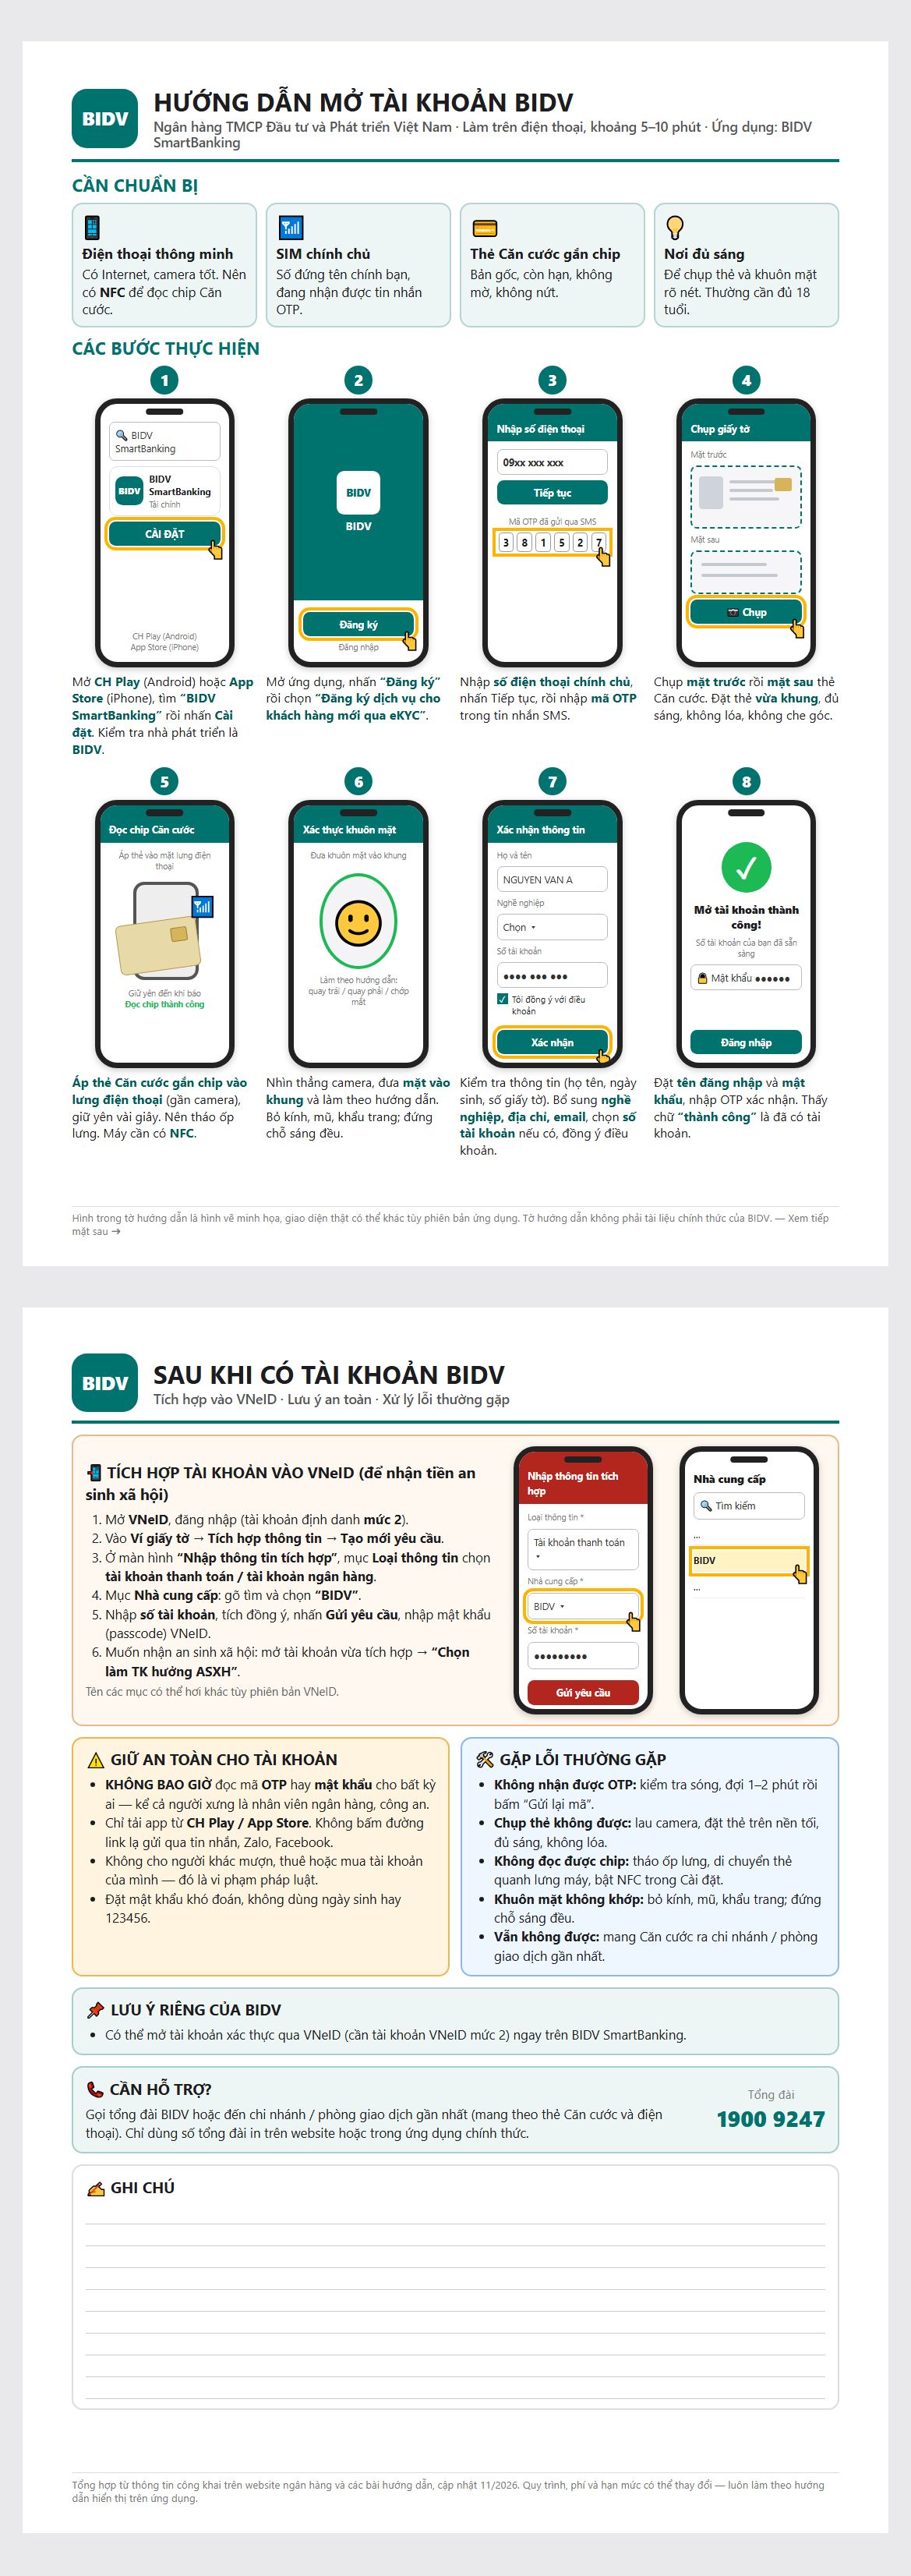 BIDV
HƯỚNG DẪN MỞ TÀI KHOẢN BIDV
Ngân hàng TMCP Đầu tư và Phát triển Việt Nam · Làm trên điện thoại, khoảng 5–10 phút · Ứng dụng: BIDV
SmartBanking
CẦN CHUẨN BỊ
Điện thoại thông minh
Có Internet, camera tốt. Nên
có NFC để đọc chip Căn
cước.
SIM chính chủ
Số đứng tên chính bạn,
đang nhận được tin nhắn
OTP.
Thẻ Căn cước gắn chip
Bản gốc, còn hạn, không
mờ, không nứt.
Nơi đủ sáng
Để chụp thẻ và khuôn mặt
rõ nét. Thường cần đủ 18
tuổi.
CÁC BƯỚC THỰC HIỆN
1
BIDV
SmartBanking
BIDV
BIDV
SmartBanking
Tài chính
CÀI ĐẶT
CH Play (Android)
App Store (iPhone)
Mở CH Play (Android) hoặc App
Store (iPhone), tìm “BIDV
SmartBanking” rồi nhấn Cài
đặt. Kiểm tra nhà phát triển là
BIDV.
2
BIDV
BIDV
Đăng ký
Đăng nhập
Mở ứng dụng, nhấn “Đăng ký”
rồi chọn “Đăng ký dịch vụ cho
khách hàng mới qua eKYC”.
3
Nhập số điện thoại
09xx xxx xxx
Tiếp tục
Mã OTP đã gửi qua SMS
3 8 1 5 2 7
Nhập số điện thoại chính chủ,
nhấn Tiếp tục, rồi nhập mã OTP
trong tin nhắn SMS.
4
Chụp giấy tờ
Mặt trước
Mặt sau
Chụp
Chụp mặt trước rồi mặt sau thẻ
Căn cước. Đặt thẻ vừa khung, đủ
sáng, không lóa, không che góc.
5
Đọc chip Căn cước
Áp thẻ vào mặt lưng điện
thoại
Giữ yên đến khi báo
Đọc chip thành công
Áp thẻ Căn cước gắn chip vào
lưng điện thoại (gần camera),
giữ yên vài giây. Nên tháo ốp
lưng. Máy cần có NFC.
6
Xác thực khuôn mặt
Đưa khuôn mặt vào khung
Làm theo hướng dẫn:
quay trái / quay phải / chớp
mắt
Nhìn thẳng camera, đưa mặt vào
khung và làm theo hướng dẫn.
Bỏ kính, mũ, khẩu trang; đứng
chỗ sáng đều.
7
Xác nhận thông tin
Họ và tên
NGUYEN VAN A
Nghề nghiệp
Chọn ▾
Số tài khoản
•••• ••• •••
Tôi đồng ý với điều
khoản
Xác nhận
Kiểm tra thông tin (họ tên, ngày
sinh, số giấy tờ). Bổ sung nghề
nghiệp, địa chỉ, email, chọn số
tài khoản nếu có, đồng ý điều
khoản.
8
Mở tài khoản thành
công!
Số tài khoản của bạn đã sẵn
sàng
Mật khẩu ••••••
Đăng nhập
Đặt tên đăng nhập và mật
khẩu, nhập OTP xác nhận. Thấy
chữ “thành công” là đã có tài
khoản.
Hình trong tờ hướng dẫn là hình vẽ minh họa, giao diện thật có thể khác tùy phiên bản ứng dụng. Tờ hướng dẫn không phải tài liệu chính thức của BIDV. — Xem tiếp
mặt sau →
BIDV
SAU KHI CÓ TÀI KHOẢN BIDV
Tích hợp vào VNeID · Lưu ý an toàn · Xử lý lỗi thường gặp
TÍCH HỢP TÀI KHOẢN VÀO VNeID (để nhận tiền an
sinh xã hội)
1. Mở VNeID, đăng nhập (tài khoản định danh mức 2).
2. Vào Ví giấy tờ → Tích hợp thông tin → Tạo mới yêu cầu.
3. Ở màn hình “Nhập thông tin tích hợp”, mục Loại thông tin chọn
tài khoản thanh toán / tài khoản ngân hàng.
4. Mục Nhà cung cấp: gõ tìm và chọn “BIDV”.
5. Nhập số tài khoản, tích đồng ý, nhấn Gửi yêu cầu, nhập mật khẩu
(passcode) VNeID.
6. Muốn nhận an sinh xã hội: mở tài khoản vừa tích hợp → “Chọn
làm TK hưởng ASXH”.
Tên các mục có thể hơi khác tùy phiên bản VNeID.
Nhập thông tin tích
hợp
Loại thông tin *
Tài khoản thanh toán
▾
Nhà cung cấp *
BIDV ▾
Số tài khoản *
•••••••••
Gửi yêu cầu
Nhà cung cấp
Tìm kiếm
...
BIDV
...
GIỮ AN TOÀN CHO TÀI KHOẢN
• KHÔNG BAO GIỜ đọc mã OTP hay mật khẩu cho bất kỳ
ai — kể cả người xưng là nhân viên ngân hàng, công an.
• Chỉ tải app từ CH Play / App Store. Không bấm đường
link lạ gửi qua tin nhắn, Zalo, Facebook.
• Không cho người khác mượn, thuê hoặc mua tài khoản
của mình — đó là vi phạm pháp luật.
• Đặt mật khẩu khó đoán, không dùng ngày sinh hay
123456.
GẶP LỖI THƯỜNG GẶP
• Không nhận được OTP: kiểm tra sóng, đợi 1–2 phút rồi
bấm “Gửi lại mã”.
• Chụp thẻ không được: lau camera, đặt thẻ trên nền tối,
đủ sáng, không lóa.
• Không đọc được chip: tháo ốp lưng, di chuyển thẻ
quanh lưng máy, bật NFC trong Cài đặt.
• Khuôn mặt không khớp: bỏ kính, mũ, khẩu trang; đứng
chỗ sáng đều.
• Vẫn không được: mang Căn cước ra chi nhánh / phòng
giao dịch gần nhất.
LƯU Ý RIÊNG CỦA BIDV
• Có thể mở tài khoản xác thực qua VNeID (cần tài khoản VNeID mức 2) ngay trên BIDV SmartBanking.
CẦN HỖ TRỢ?
Gọi tổng đài BIDV hoặc đến chi nhánh / phòng giao dịch gần nhất (mang theo thẻ Căn cước và điện
thoại). Chỉ dùng số tổng đài in trên website hoặc trong ứng dụng chính thức.
Tổng đài
1900 9247
GHI CHÚ
Tổng hợp từ thông tin công khai trên website ngân hàng và các bài hướng dẫn, cập nhật 11/2026. Quy trình, phí và hạn mức có thể thay đổi — luôn làm theo hướng
dẫn hiển thị trên ứng dụng.